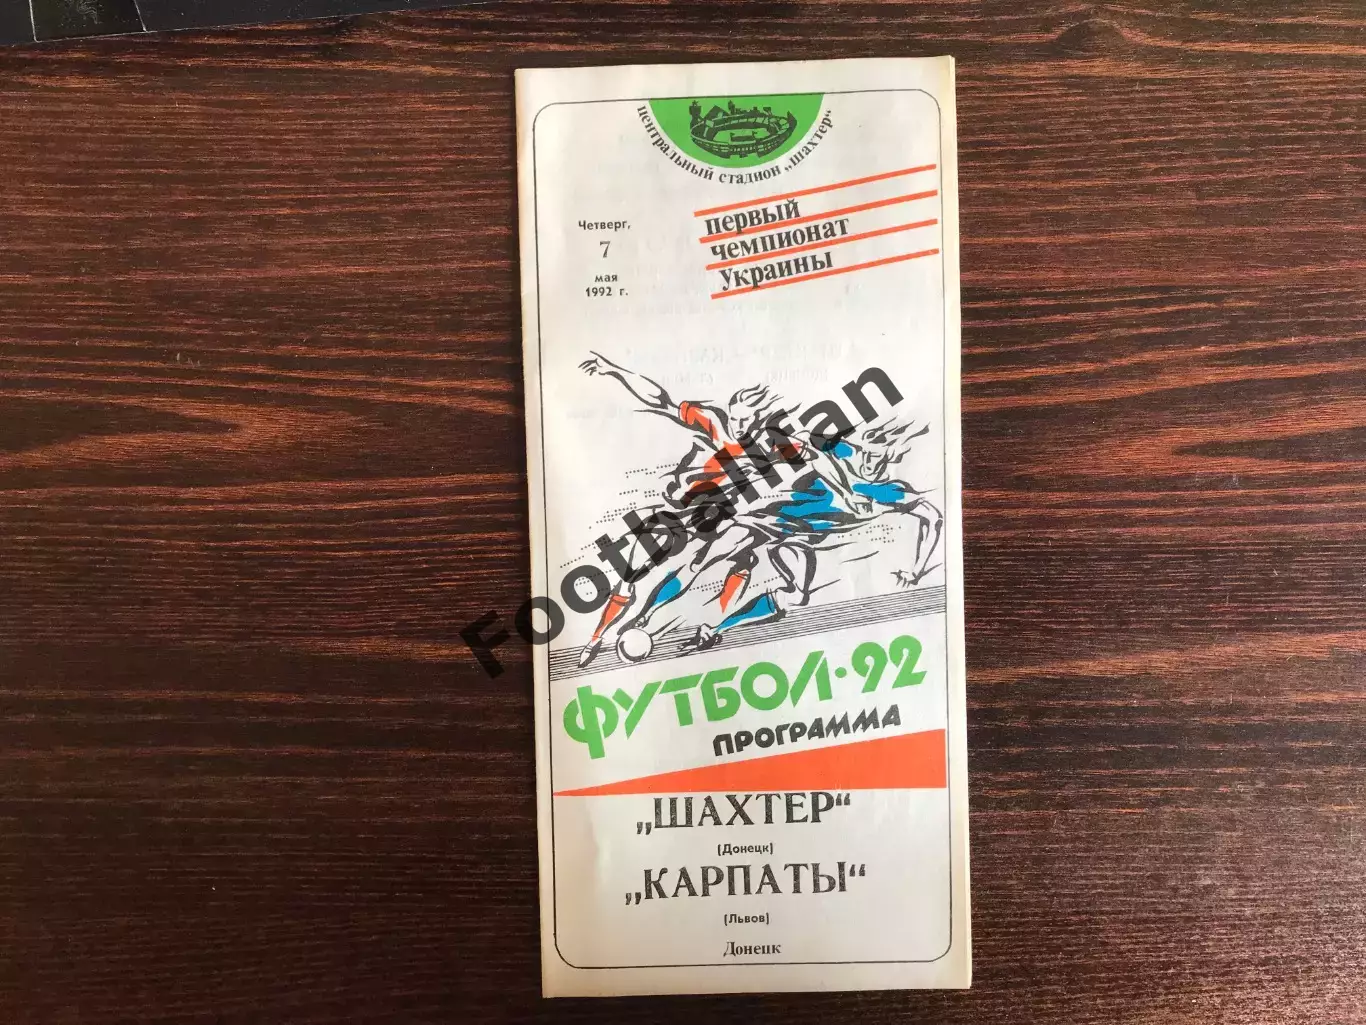 центральный стадион „шахтер“
Четверг,
7
мая
1992 г.
первый
чемпионат
Украины
Footballfan
ФУТБОЛ·92
ПРОГРАММА
„ШАХТЕР“
(Донецк)
„КАРПАТЫ“
(Львов)
Донецк